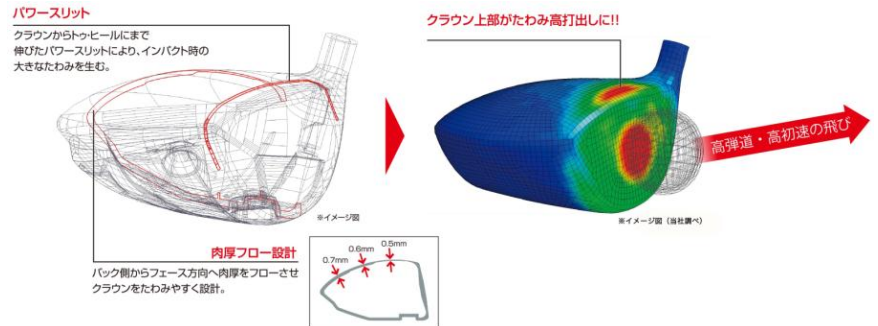 パワースリット
クラウンからトゥ・ヒールにまで
伸びたパワースリットにより、インパクト時の
大きなたわみを生む。
※イメージ図
肉厚フロー設計
バック側からフェース方向へ肉厚をフローさせ
クラウンをたわみやすく設計。
0.7mm
0.6mm
0.5mm
クラウン上部がたわみ高打出しに!!
高弾道・高初速の飛び
※イメージ図（当社調べ）